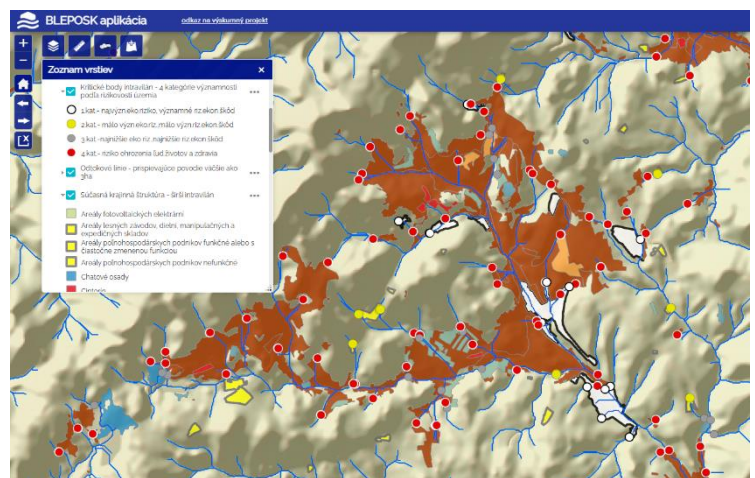 BLEPOSK aplikácia
odkaz na výskumný projekt
Zoznam vrstiev
Kritické body intravilán - 4 kategórie významnosti
podľa rizikovosti územia
1.kat - najvýzn.eko.riziko, významné riz.ekon.škôd
2.kat - málo význ.eko.riz.,málo význ.riz.ekon.škôd
3.kat -najnižšie eko riz.,najnižšie riz.ekon.škôd
4.kat - riziko ohrozenia ľud.životov a zdravia
Odtokové línie - prispievajúce povodie väčšie ako
3ha
Súčasná krajinná štruktúra - širší intravilán
Areály fotovoltaických elektrární
Areály lesných závodov, dielní, manipulačných a
expedičných skladov
Areály poľnohospodárskych podnikov funkčné alebo s
čiastočne zmenenou funkciou
Areály poľnohospodárskych podnikov nefunkčné
Chatové osady